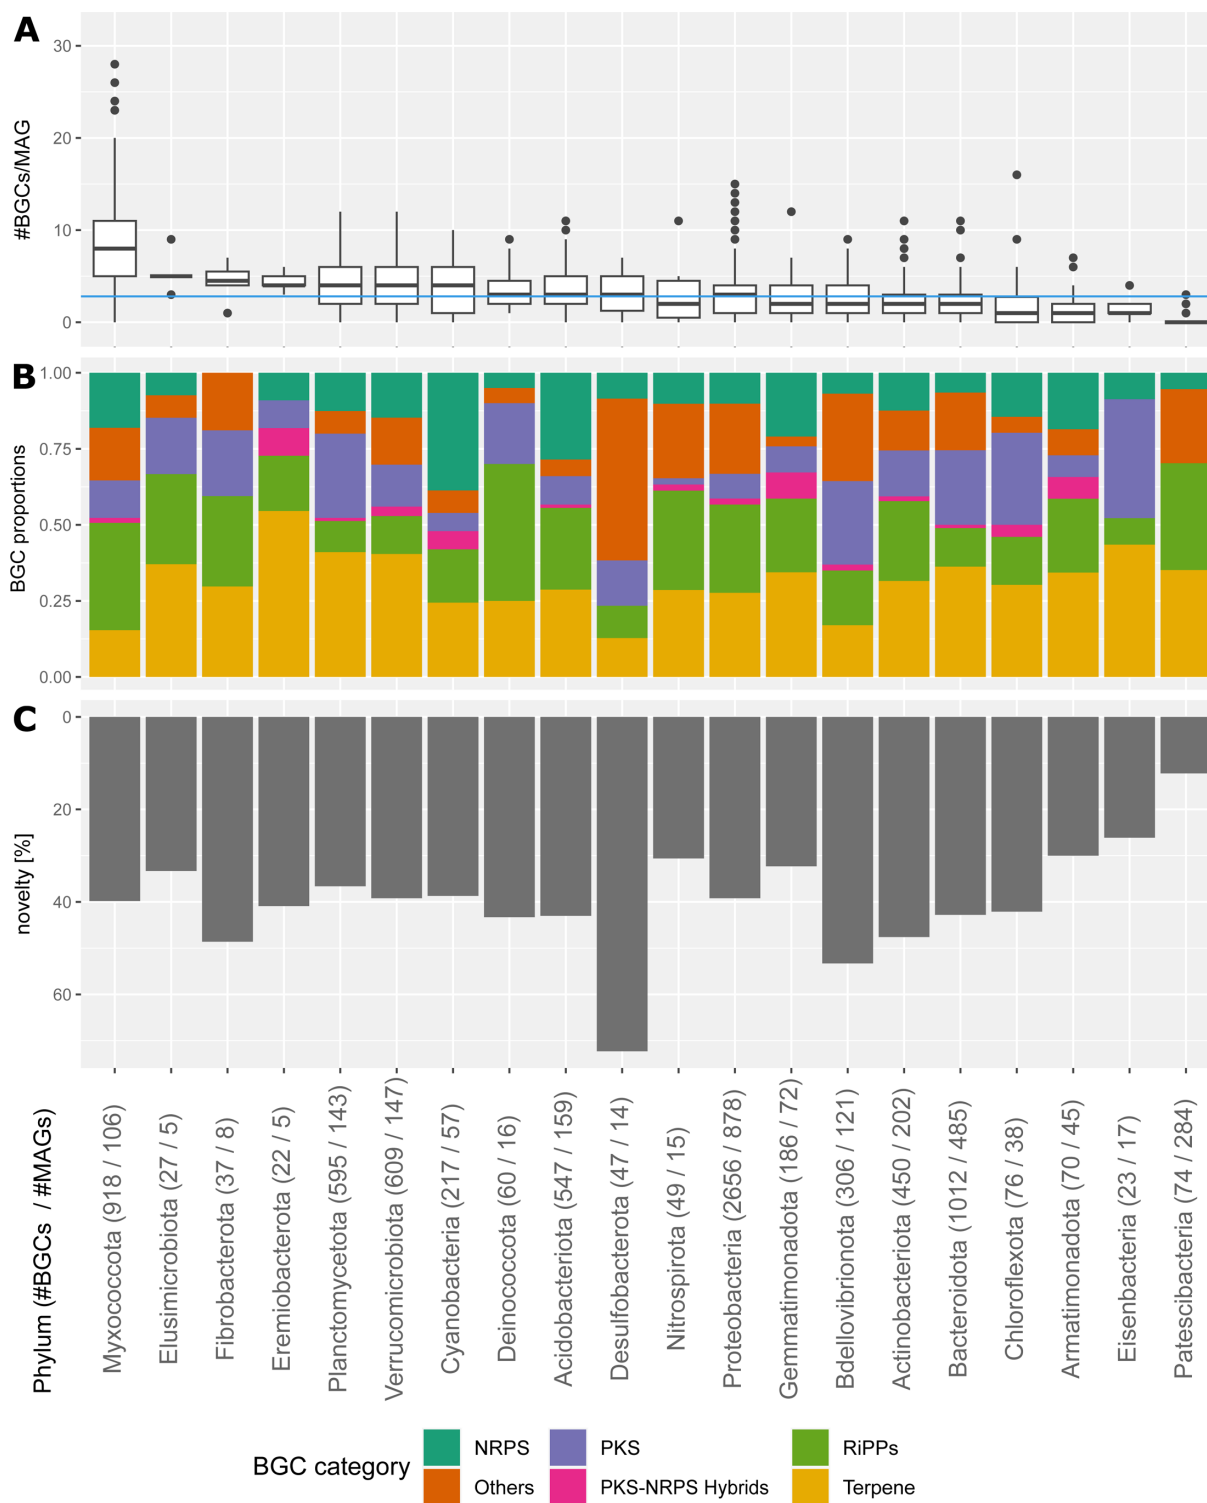 A
30
20
10
0
#BGCs/MAG
B
1.00
0.75
0.50
0.25
0.00
BGC proportions
C
0
20
40
60
novelty [%]
Phylum (#BGCs / #MAGs)
Myxococcota (918 / 106)
Elusimicrobiota (27 / 5)
Fibrobacterota (37 / 8)
Eremiobacterota (22 / 5)
Planctomycetota (595 / 143)
Verrucomicrobiota (609 / 147)
Cyanobacteria (217 / 57)
Deinococcota (60 / 16)
Acidobacteriota (547 / 159)
Desulfobacterota (47 / 14)
Nitrospirota (49 / 15)
Proteobacteria (2656 / 878)
Gemmatimonadota (186 / 72)
Bdellovibrionota (306 / 121)
Actinobacteriota (450 / 202)
Bacteroidota (1012 / 485)
Chloroflexota (76 / 38)
Armatimonadota (70 / 45)
Eisenbacteria (23 / 17)
Patescibacteria (74 / 284)
BGC category
NRPS
PKS
RiPPs
Others
PKS-NRPS Hybrids
Terpene